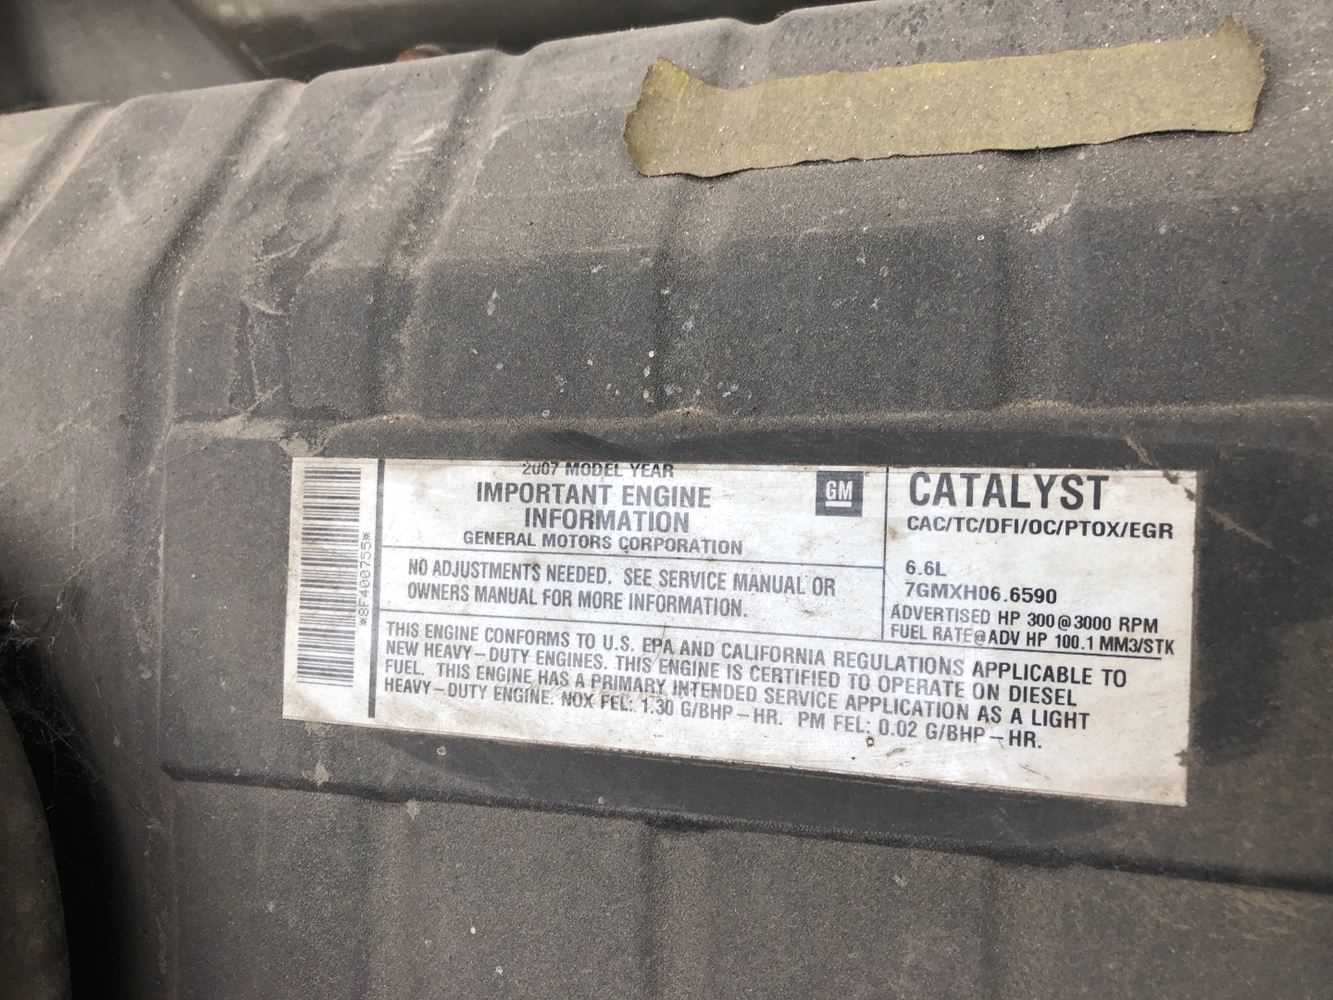 *8F400755*
2007 MODEL YEAR
IMPORTANT ENGINE
INFORMATION
GENERAL MOTORS CORPORATION
GM
NO ADJUSTMENTS NEEDED. SEE SERVICE MANUAL OR
OWNERS MANUAL FOR MORE INFORMATION.
CATALYST
CAC/TC/DFI/OC/PTOX/EGR
6.6L
7GMXH06.6590
ADVERTISED HP 300@3000 RPM
FUEL RATE@ADV HP 100.1 MM3/STK
THIS ENGINE CONFORMS TO U.S. EPA AND CALIFORNIA REGULATIONS APPLICABLE TO
NEW HEAVY-DUTY ENGINES. THIS ENGINE IS CERTIFIED TO OPERATE ON DIESEL
FUEL. THIS ENGINE HAS A PRIMARY INTENDED SERVICE APPLICATION AS A LIGHT
HEAVY-DUTY ENGINE. NOX FEL: 1.30 G/BHP-HR. PM FEL: 0.02 G/BHP-HR.